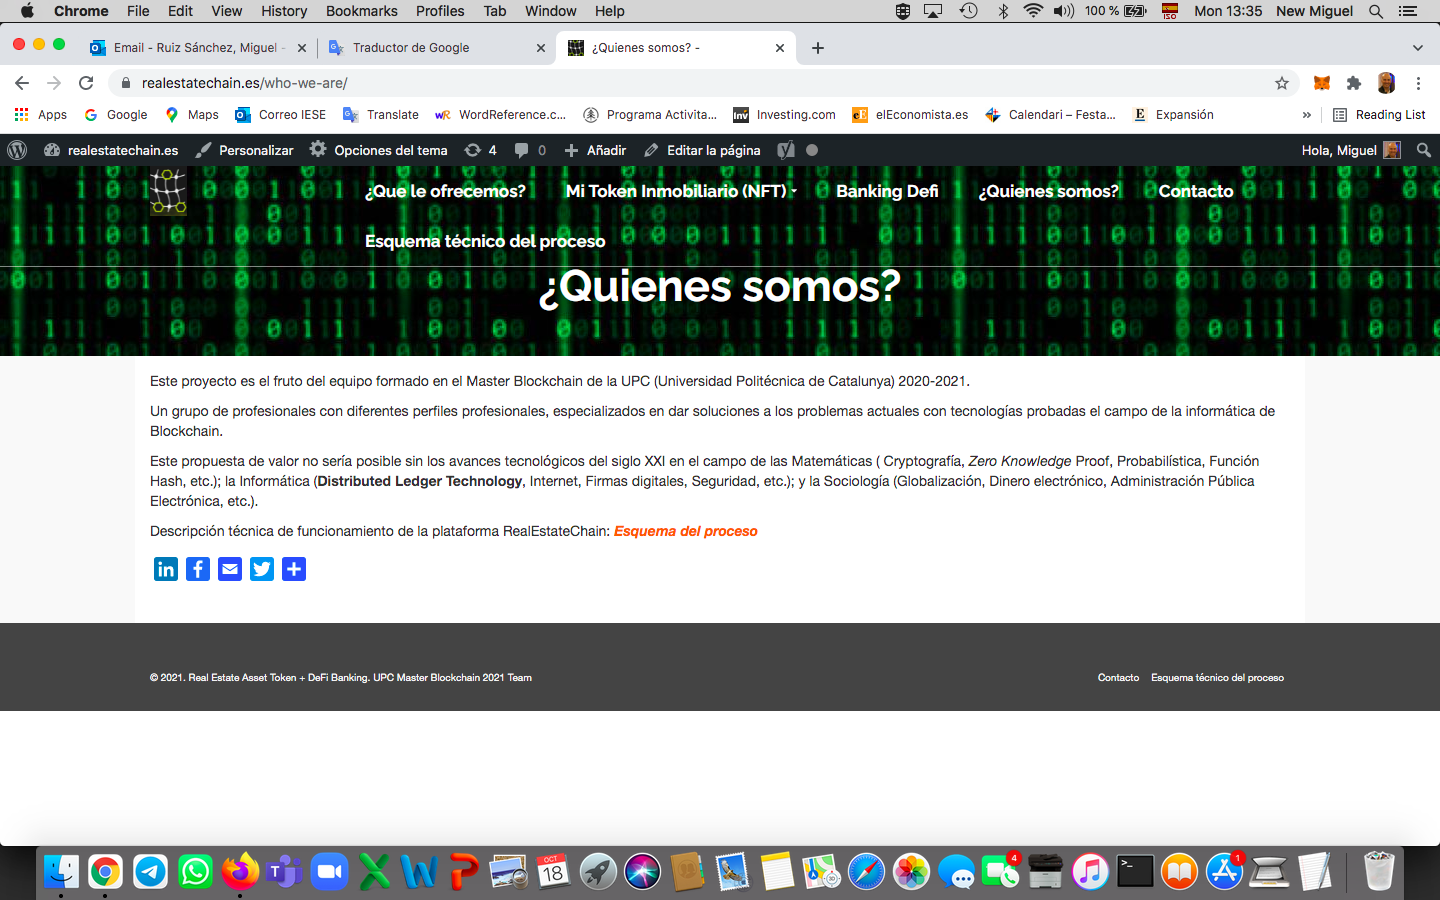 Chrome File Edit View History Bookmarks Profiles Tab Window Help 100 % ISO Mon 13:35 New Miguel
Email - Ruiz Sánchez, Miguel - Traductor de Google ¿Quienes somos? -
realestatechain.es/who-we-are/
Apps Google Maps Correo IESE Translate WordReference.c... Programa Activita... Investing.com elEconomista.es Calendari – Festa... Expansión » Reading List
realestatechain.es Personalizar Opciones del tema 4 0 Añadir Editar la página Hola, Miguel
¿Que le ofrecemos? Mi Token Inmobiliario (NFT) Banking Defi ¿Quienes somos? Contacto
Esquema técnico del proceso
¿Quienes somos?
Este proyecto es el fruto del equipo formado en el Master Blockchain de la UPC (Universidad Politécnica de Catalunya) 2020-2021.
Un grupo de profesionales con diferentes perfiles profesionales, especializados en dar soluciones a los problemas actuales con tecnologías probadas el campo de la informática de
Blockchain.
Este propuesta de valor no sería posible sin los avances tecnológicos del siglo XXI en el campo de las Matemáticas ( Cryptografía, Zero Knowledge Proof, Probabilística, Función
Hash, etc.); la Informática (Distributed Ledger Technology, Internet, Firmas digitales, Seguridad, etc.); y la Sociología (Globalización, Dinero electrónico, Administración Pública
Electrónica, etc.).
Descripción técnica de funcionamiento de la plataforma RealEstateChain: Esquema del proceso
© 2021. Real Estate Asset Token + DeFi Banking. UPC Master Blockchain 2021 Team Contacto Esquema técnico del proceso
OCT 18 4 1